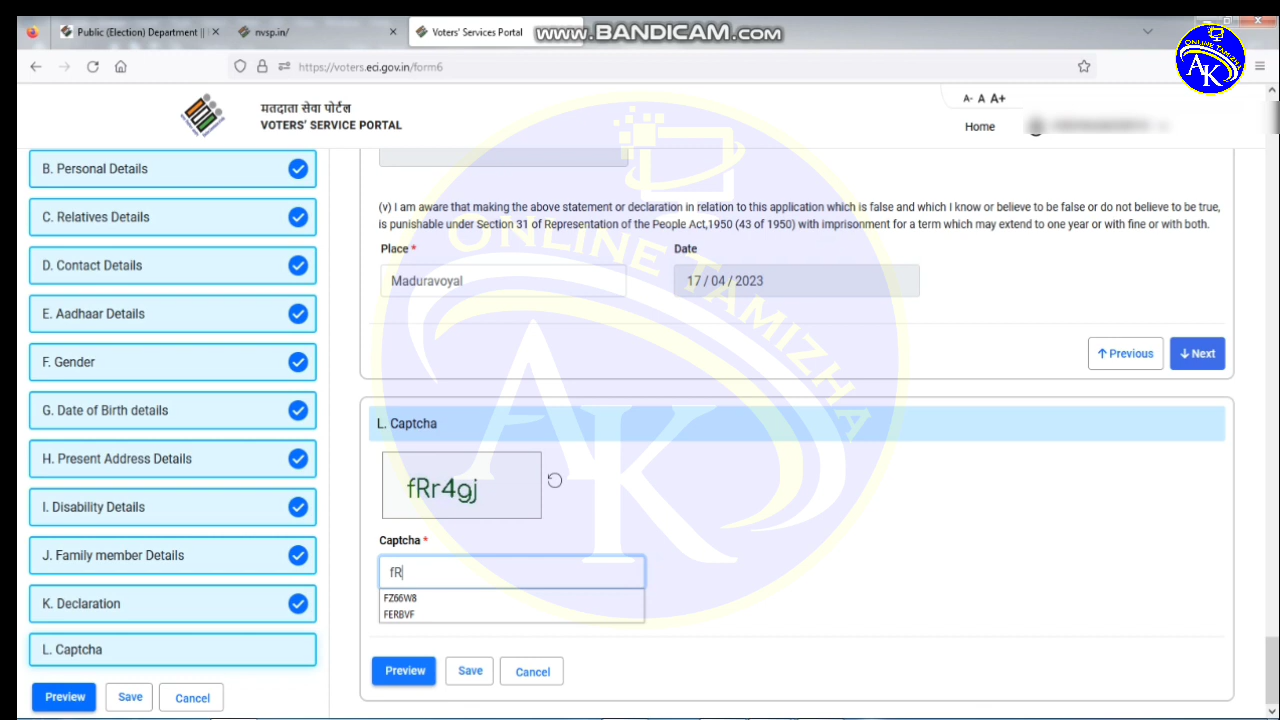 Public (Election) Department ||
nvsp.in/
Voters' Services Portal
WWW.BANDICAM.COM
https://voters.eci.gov.in/form6
ONLINE TAMIZHA
AK
मतदाता सेवा पोर्टल
VOTERS' SERVICE PORTAL
A- A A+
Home
B. Personal Details
C. Relatives Details
D. Contact Details
E. Aadhaar Details
F. Gender
G. Date of Birth details
H. Present Address Details
I. Disability Details
J. Family member Details
K. Declaration
L. Captcha
Preview
Save
Cancel
(v) I am aware that making the above statement or declaration in relation to this application which is false and which I know or believe to be false or do not believe to be true,
is punishable under Section 31 of Representation of the People Act,1950 (43 of 1950) with imprisonment for a term which may extend to one year or with fine or with both.
Place *
Date
Maduravoyal
17 / 04 / 2023
Previous
Next
L. Captcha
fRr4gj
Captcha *
fR
FZ66W8
FERBVF
Preview
Save
Cancel
ONLINE TAMIZHA
AK